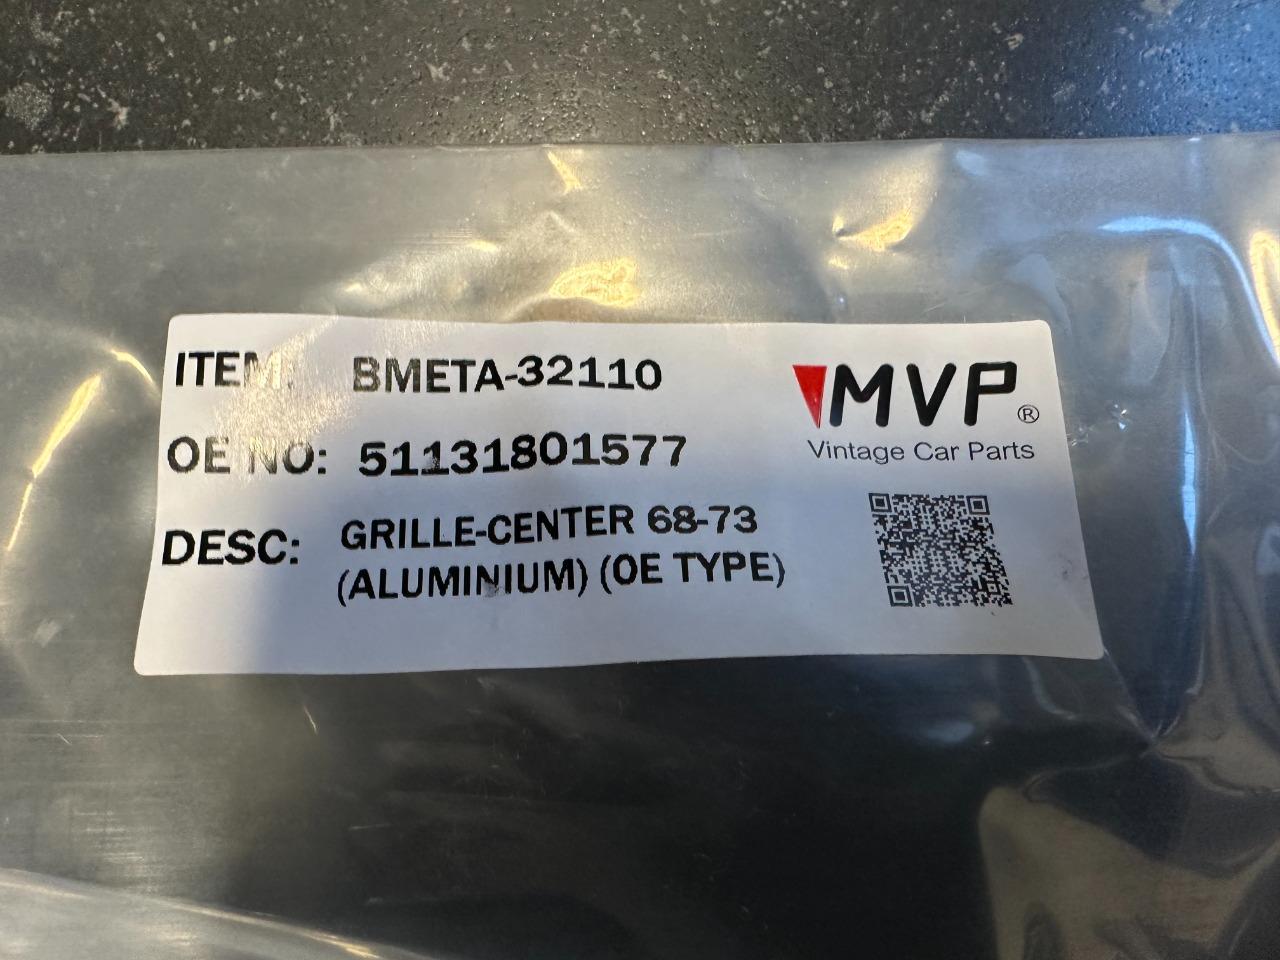 ITEM: BMETA-32110
OE NO: 51131801577
DESC: GRILLE-CENTER 68-73
(ALUMINIUM) (OE TYPE)
MVP®
Vintage Car Parts